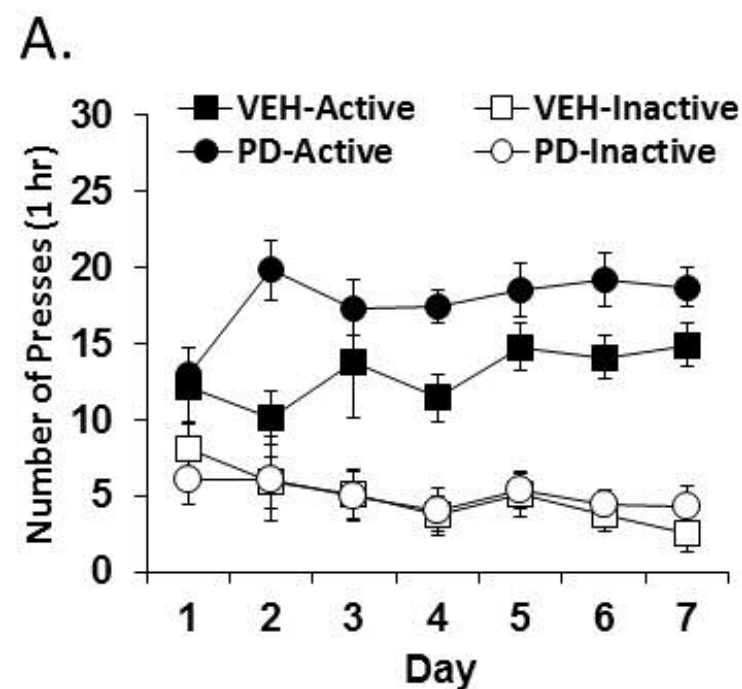 A.
VEH-Active VEH-Inactive
PD-Active PD-Inactive
Number of Presses (1 hr)
30
25
20
15
10
5
0
1 2 3 4 5 6 7
Day